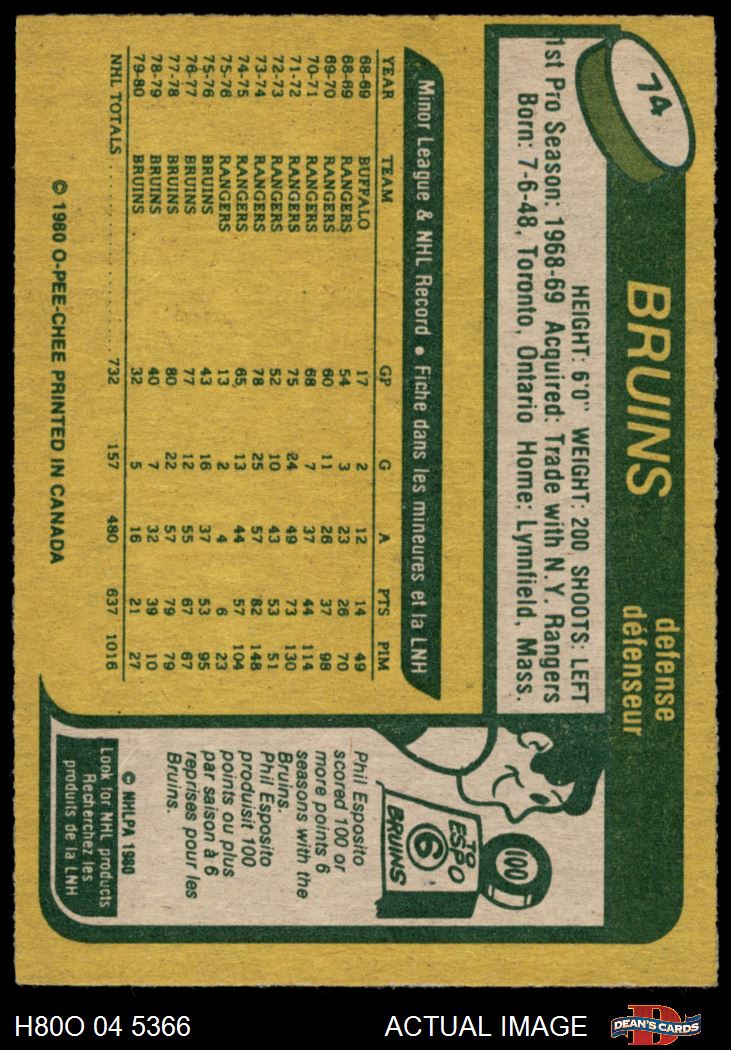 74
BRUINS
defense
défenseur
HEIGHT: 6'0" WEIGHT: 200 SHOOTS: LEFT
1st Pro Season: 1968-69 Acquired: Trade with N.Y. Rangers
Born: 7-6-48, Toronto, Ontario Home: Lynnfield, Mass.
Minor League & NHL Record • Fiche dans les mineures et la LNH
YEAR TEAM GP G A PTS PIM
68-69 BUFFALO 17 2 12 14 49
68-69 RANGERS 54 3 23 26 70
69-70 RANGERS 60 11 26 37 98
70-71 RANGERS 68 7 37 44 114
71-72 RANGERS 75 24 49 73 130
72-73 RANGERS 52 10 43 53 51
73-74 RANGERS 78 25 57 82 148
74-75 RANGERS 65 13 44 57 104
75-76 RANGERS 13 2 4 6 23
75-76 BRUINS 43 16 37 53 95
76-77 BRUINS 77 12 55 67 67
77-78 BRUINS 80 22 57 79 79
78-79 BRUINS 40 7 32 39 10
79-80 BRUINS 32 5 16 21 27
NHL TOTALS ........ 732 157 480 637 1016
© 1980 O-PEE-CHEE PRINTED IN CANADA
100
TO
ESPO
6
BRUINS
Phil Esposito
scored 100 or
more points 6
seasons with the
Bruins.
Phil Esposito
produisit 100
points ou plus
par saison à 6
reprises pour les
Bruins.
© NHLPA 1980
Look for NHL products
Recherchez les
produits de la LNH
H80O 04 5366
ACTUAL IMAGE
D
DEAN'S CARDS